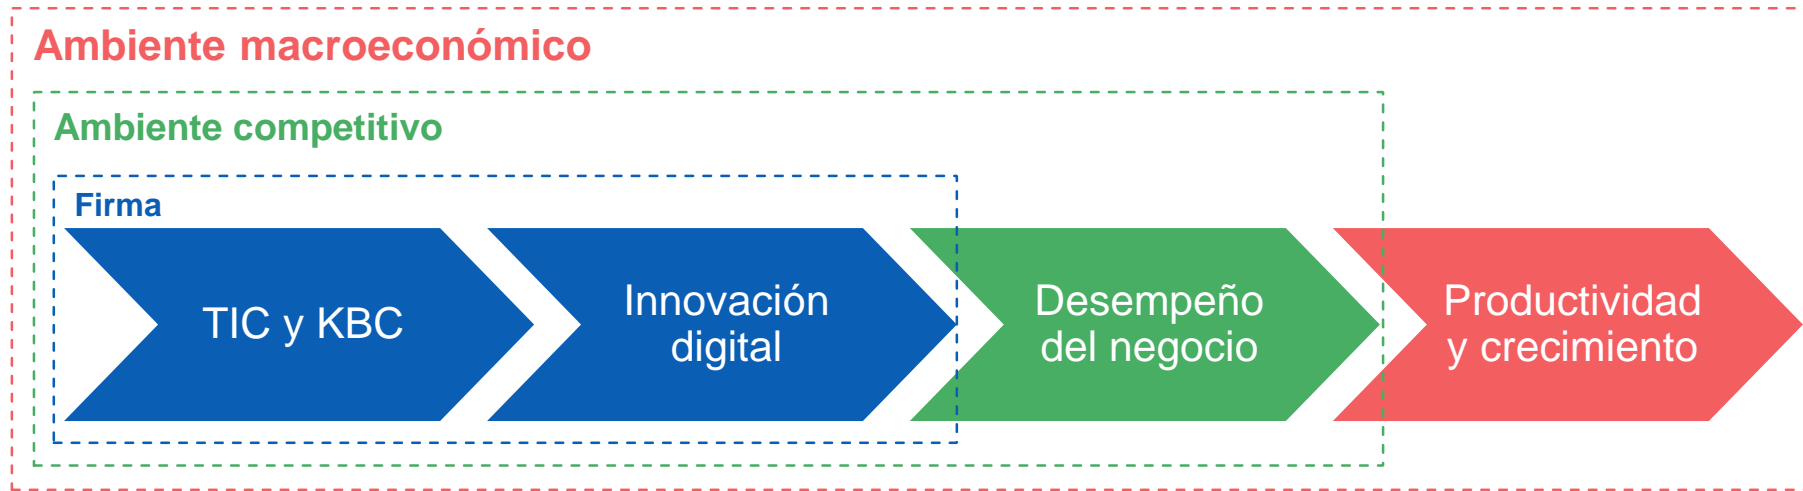 Ambiente macroeconómico
Ambiente competitivo
Firma
TIC y KBC
Innovación
digital
Desempeño
del negocio
Productividad
y crecimiento